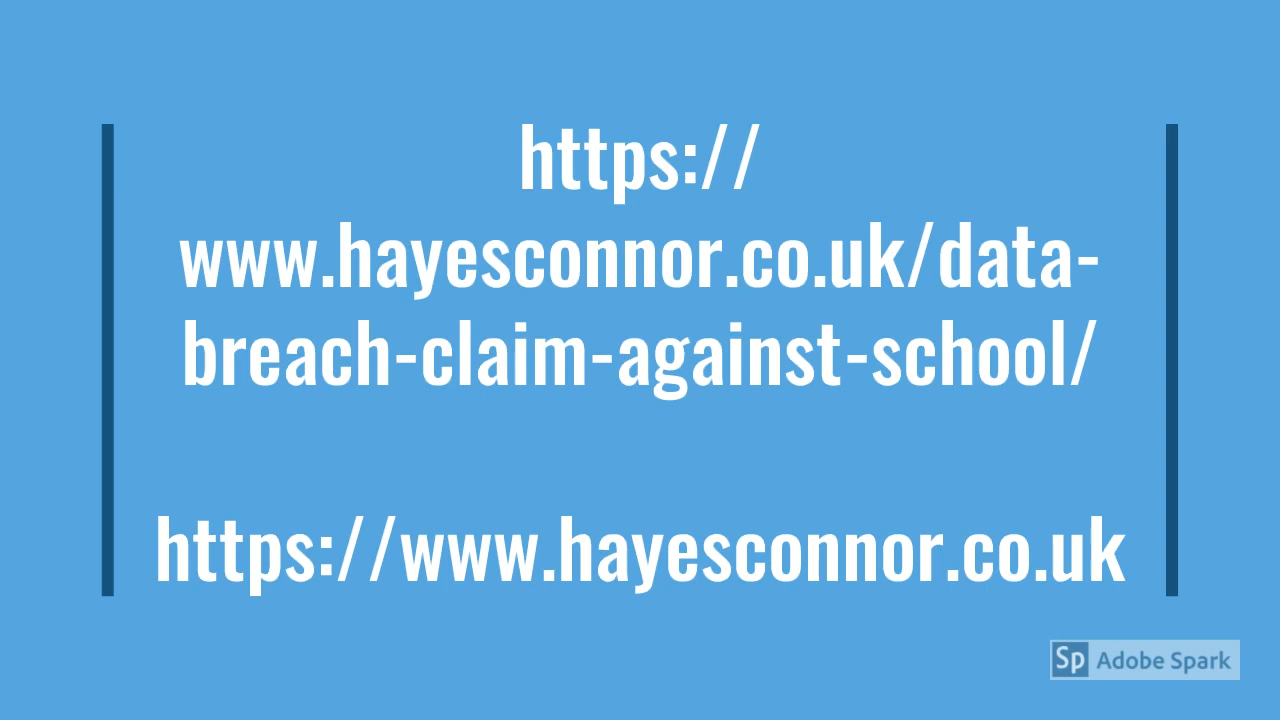 https://
www.hayesconnor.co.uk/data-
breach-claim-against-school/
https://www.hayesconnor.co.uk
Sp Adobe Spark